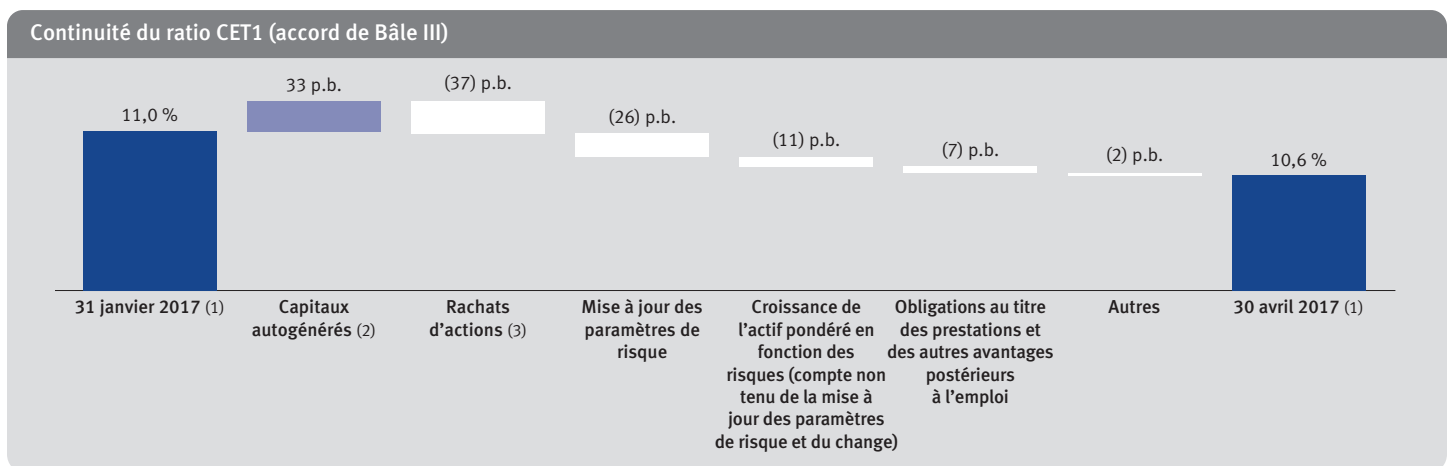 Continuité du ratio CET1 (accord de Bâle III)
11,0 %
33 p.b.
(37) p.b.
(26) p.b.
(11) p.b.
(7) p.b.
(2) p.b.
10,6 %
31 janvier 2017 (1)
Capitaux
autogénérés (2)
Rachats
d’actions (3)
Mise à jour des
paramètres de
risque
Croissance de
l’actif pondéré en
fonction des
risques (compte non
tenu de la mise à
jour des paramètres
de risque et du change)
Obligations au titre
des prestations et
des autres avantages
postérieurs
à l’emploi
Autres
30 avril 2017 (1)